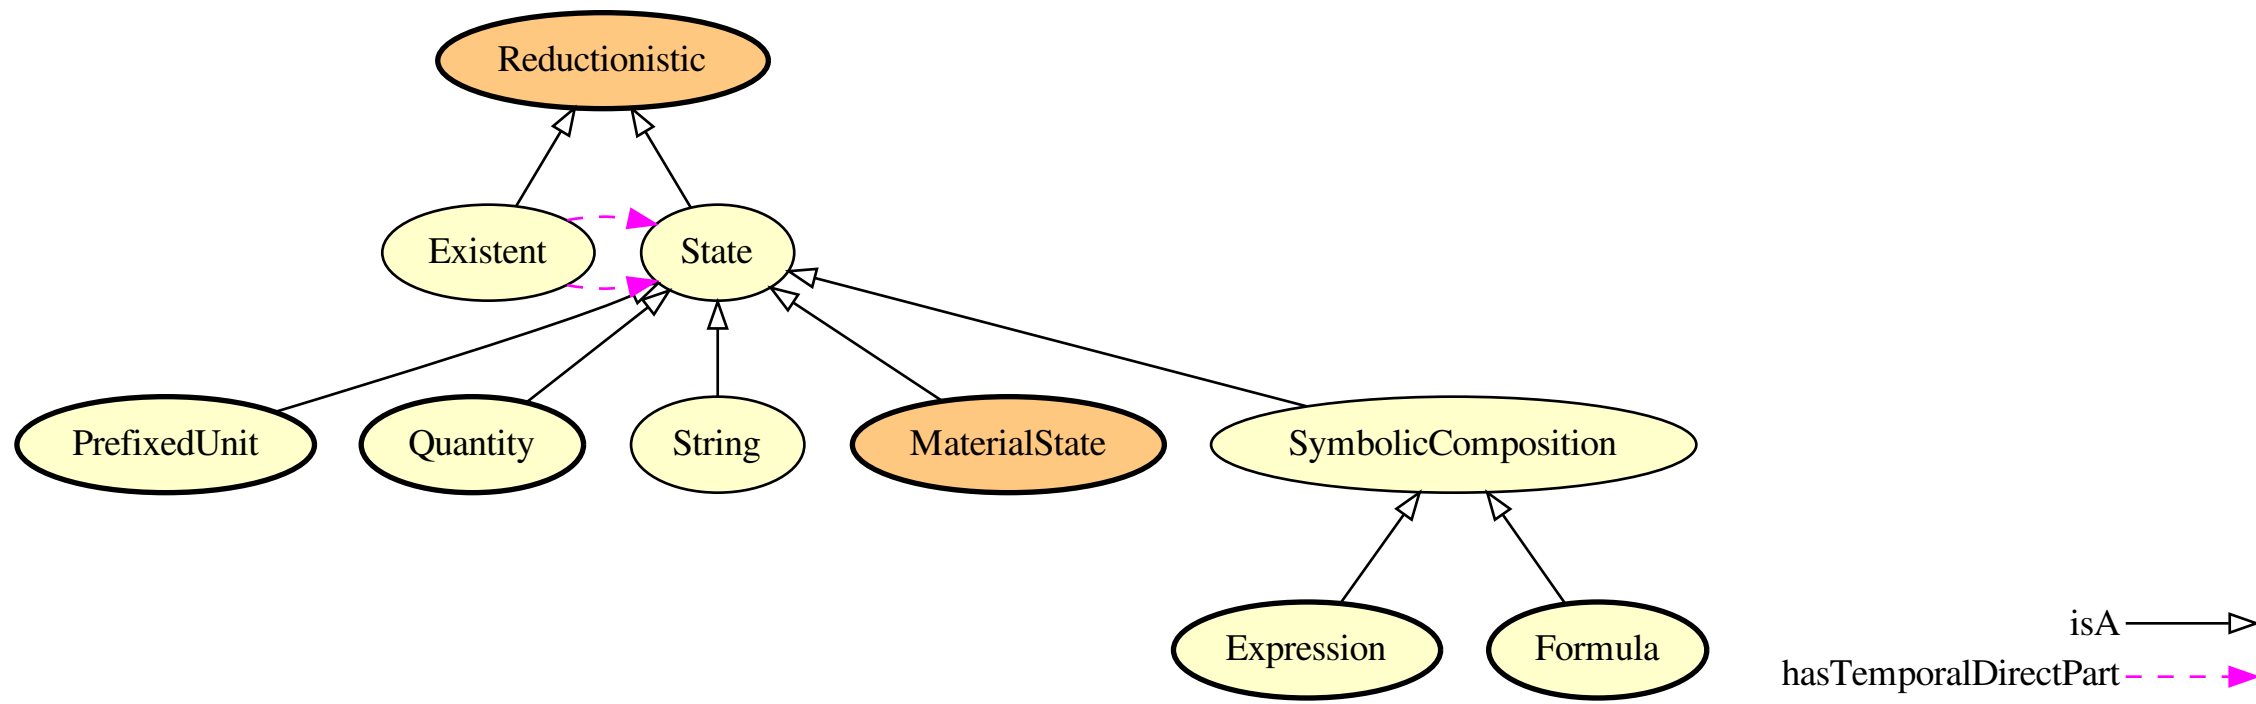 Reductionistic
Existent
State
PrefixedUnit
Quantity
String
MaterialState
SymbolicComposition
Expression
Formula
isA
hasTemporalDirectPart